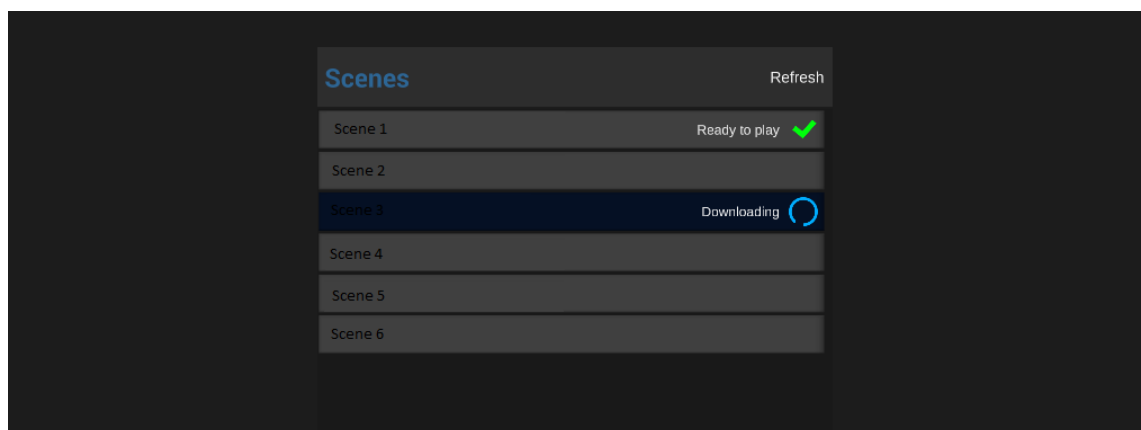 Scenes Refresh
Scene 1 Ready to play
Scene 2
Scene 3 Downloading
Scene 4
Scene 5
Scene 6